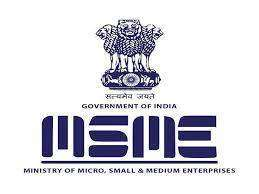 सत्यमेव जयते
GOVERNMENT OF INDIA
MSME
MINISTRY OF MICRO, SMALL & MEDIUM ENTERPRISES